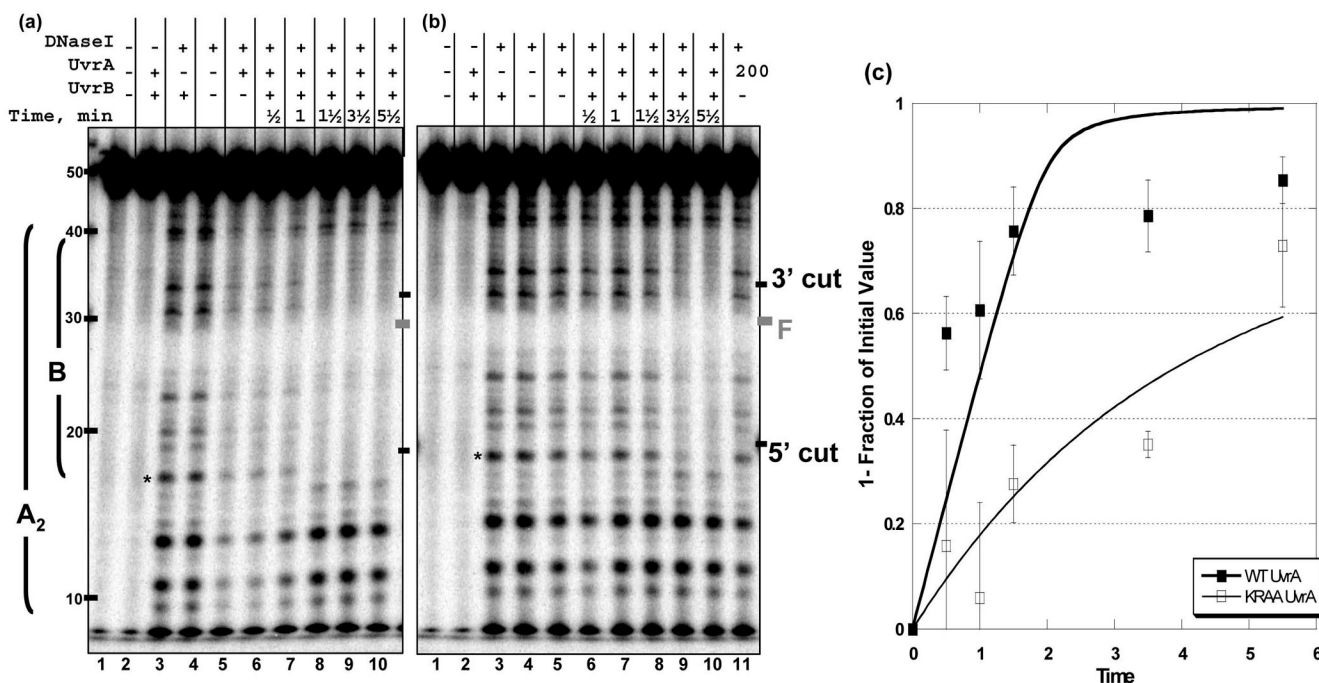 (a)
DNaseI - - + + + + + + + +
UvrA - + - - + + + + + +
UvrB - + + - - + + + + +
Time, min ½ 1 1½ 3½ 5½
50
40
30
20
10
A2
B
*
1 2 3 4 5 6 7 8 9 10
(b)
- - + + + + + + + + +
- + - - + + + + + + 200
- + + - - + + + + + -
½ 1 1½ 3½ 5½
3' cut
F
5' cut
*
1 2 3 4 5 6 7 8 9 10 11
(c)
1- Fraction of Initial Value
1
0.8
0.6
0.4
0.2
0
0 1 2 3 4 5 6
Time
WT UvrA
KRAA UvrA